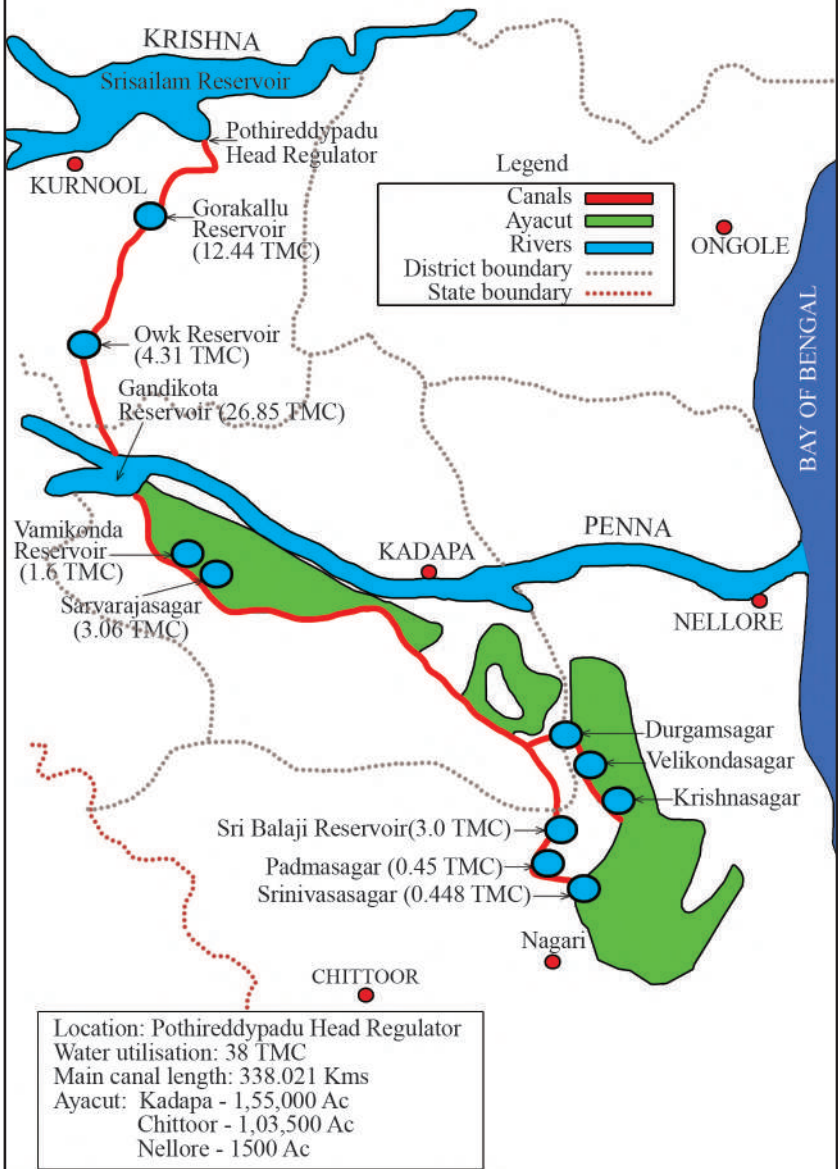 KRISHNA
Srisailam Reservoir
Pothireddypadu
Head Regulator
KURNOOL
Legend
Canals
Ayacut
Rivers
District boundary
State boundary
ONGOLE
Gorakallu
Reservoir
(12.44 TMC)
Owk Reservoir
(4.31 TMC)
Gandikota
Reservoir (26.85 TMC)
BAY OF BENGAL
Vamikonda
Reservoir
(1.6 TMC)
Sarvarajasagar
(3.06 TMC)
KADAPA
PENNA
NELLORE
Durgamsagar
Velikondasagar
Krishnasagar
Sri Balaji Reservoir(3.0 TMC)
Padmasagar (0.45 TMC)
Srinivasasagar (0.448 TMC)
Nagari
CHITTOOR
Location: Pothireddypadu Head Regulator
Water utilisation: 38 TMC
Main canal length: 338.021 Kms
Ayacut: Kadapa - 1,55,000 Ac
Chittoor - 1,03,500 Ac
Nellore - 1500 Ac